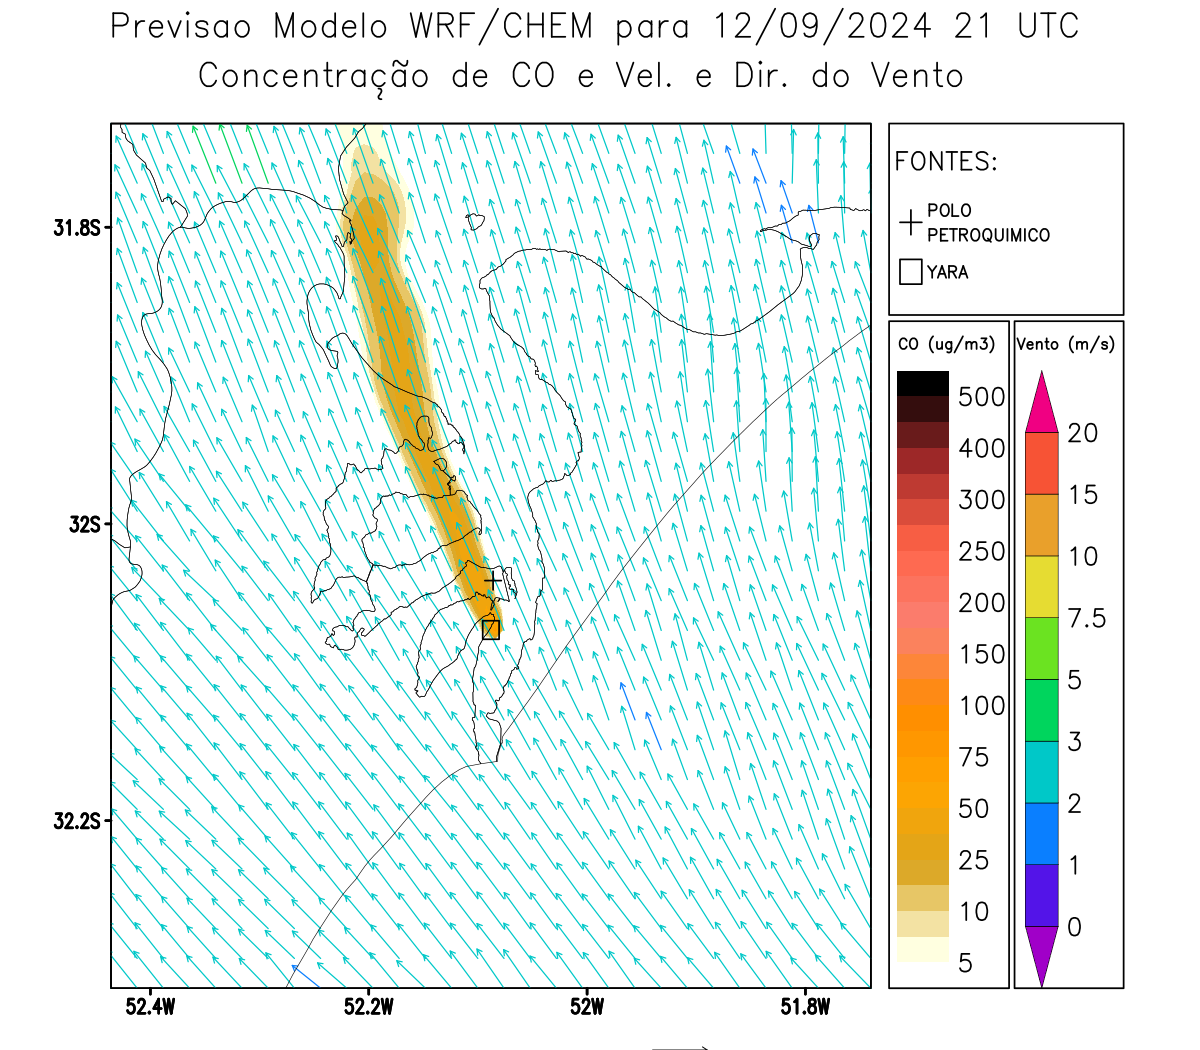 Previsao Modelo WRF/CHEM para 12/09/2024 21 UTC
Concentração de CO e Vel. e Dir. do Vento
FONTES:
POLO
PETROQUIMICO
YARA
CO (ug/m3)
500
400
300
250
200
150
100
75
50
25
10
5
Vento (m/s)
20
15
10
7.5
5
3
2
1
0
31.8S
32S
32.2S
52.4W
52.2W
52W
51.8W